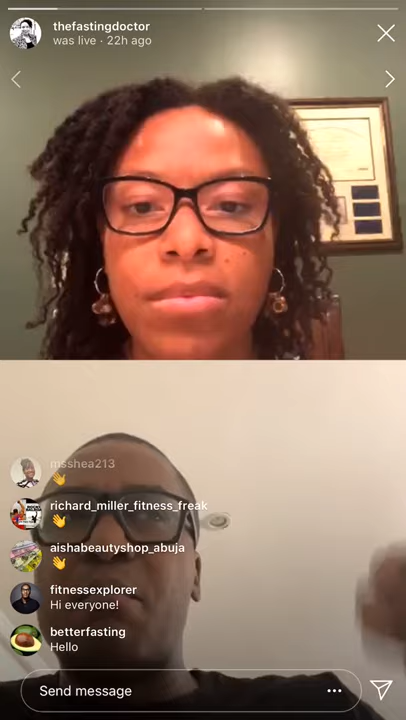 thefastingdoctor
was live · 22h ago
msshea213
👋
richard_miller_fitness_freak
👋
aishabeautyshop_abuja
👋
fitnessexplorer
Hi everyone!
betterfasting
Hello
Send message